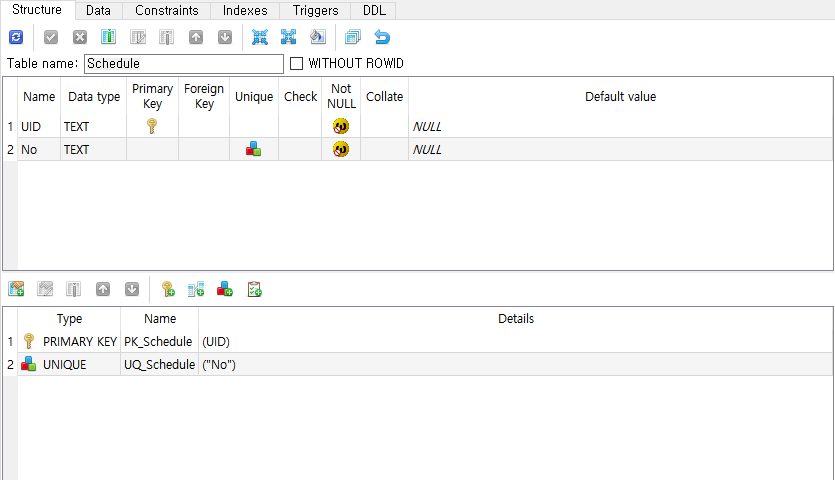 Structure Data Constraints Indexes Triggers DDL
Table name: Schedule WITHOUT ROWID
Name Data type Primary Key Foreign Key Unique Check Not NULL Collate Default value
1 UID TEXT NULL
2 No TEXT NULL
Type Name Details
1 PRIMARY KEY PK_Schedule (UID)
2 UNIQUE UQ_Schedule ("No")